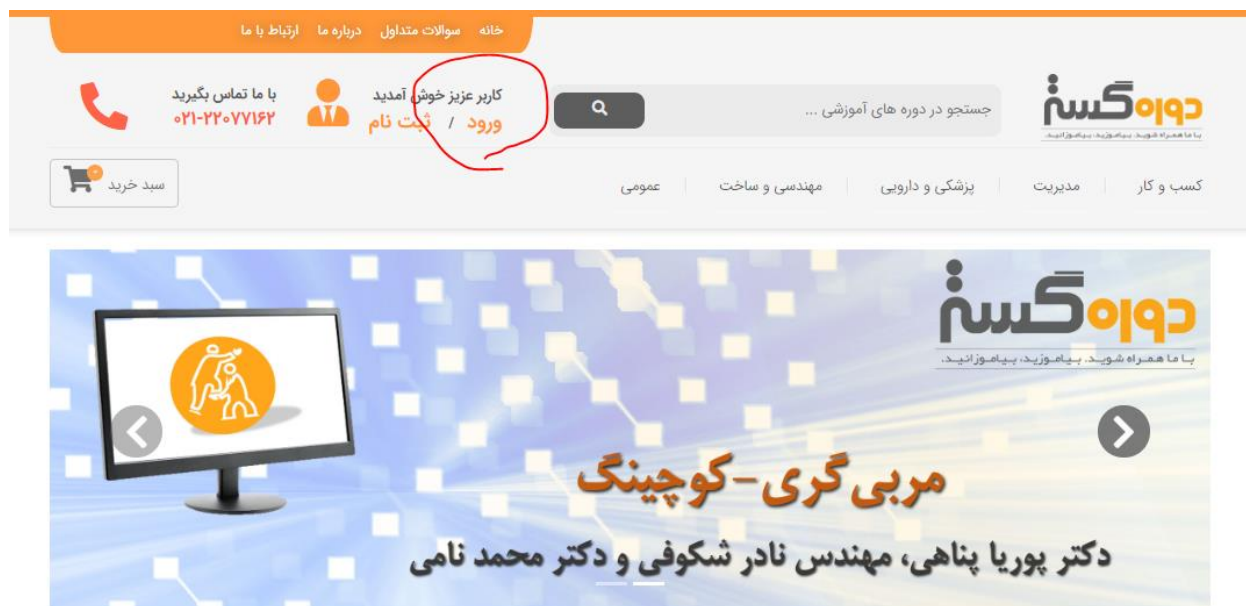 خانه سوالات متداول درباره ما ارتباط با ما
دوره گستر
با ما همراه شوید. بیاموزید، بیاموزانید.
جستجو در دوره های آموزشی ...
کاربر عزیز خوش آمدید
ورود / ثبت نام
با ما تماس بگیرید
۰۲۱-۲۲۰۷۷۱۶۲
کسب و کار مدیریت پزشکی و دارویی مهندسی و ساخت عمومی
سبد خرید ۰
دوره گستر
با ما همراه شوید. بیاموزید، بیاموزانید.
مربی گری-کوچینگ
دکتر پوریا پناهی، مهندس نادر شکوفی و دکتر محمد نامی